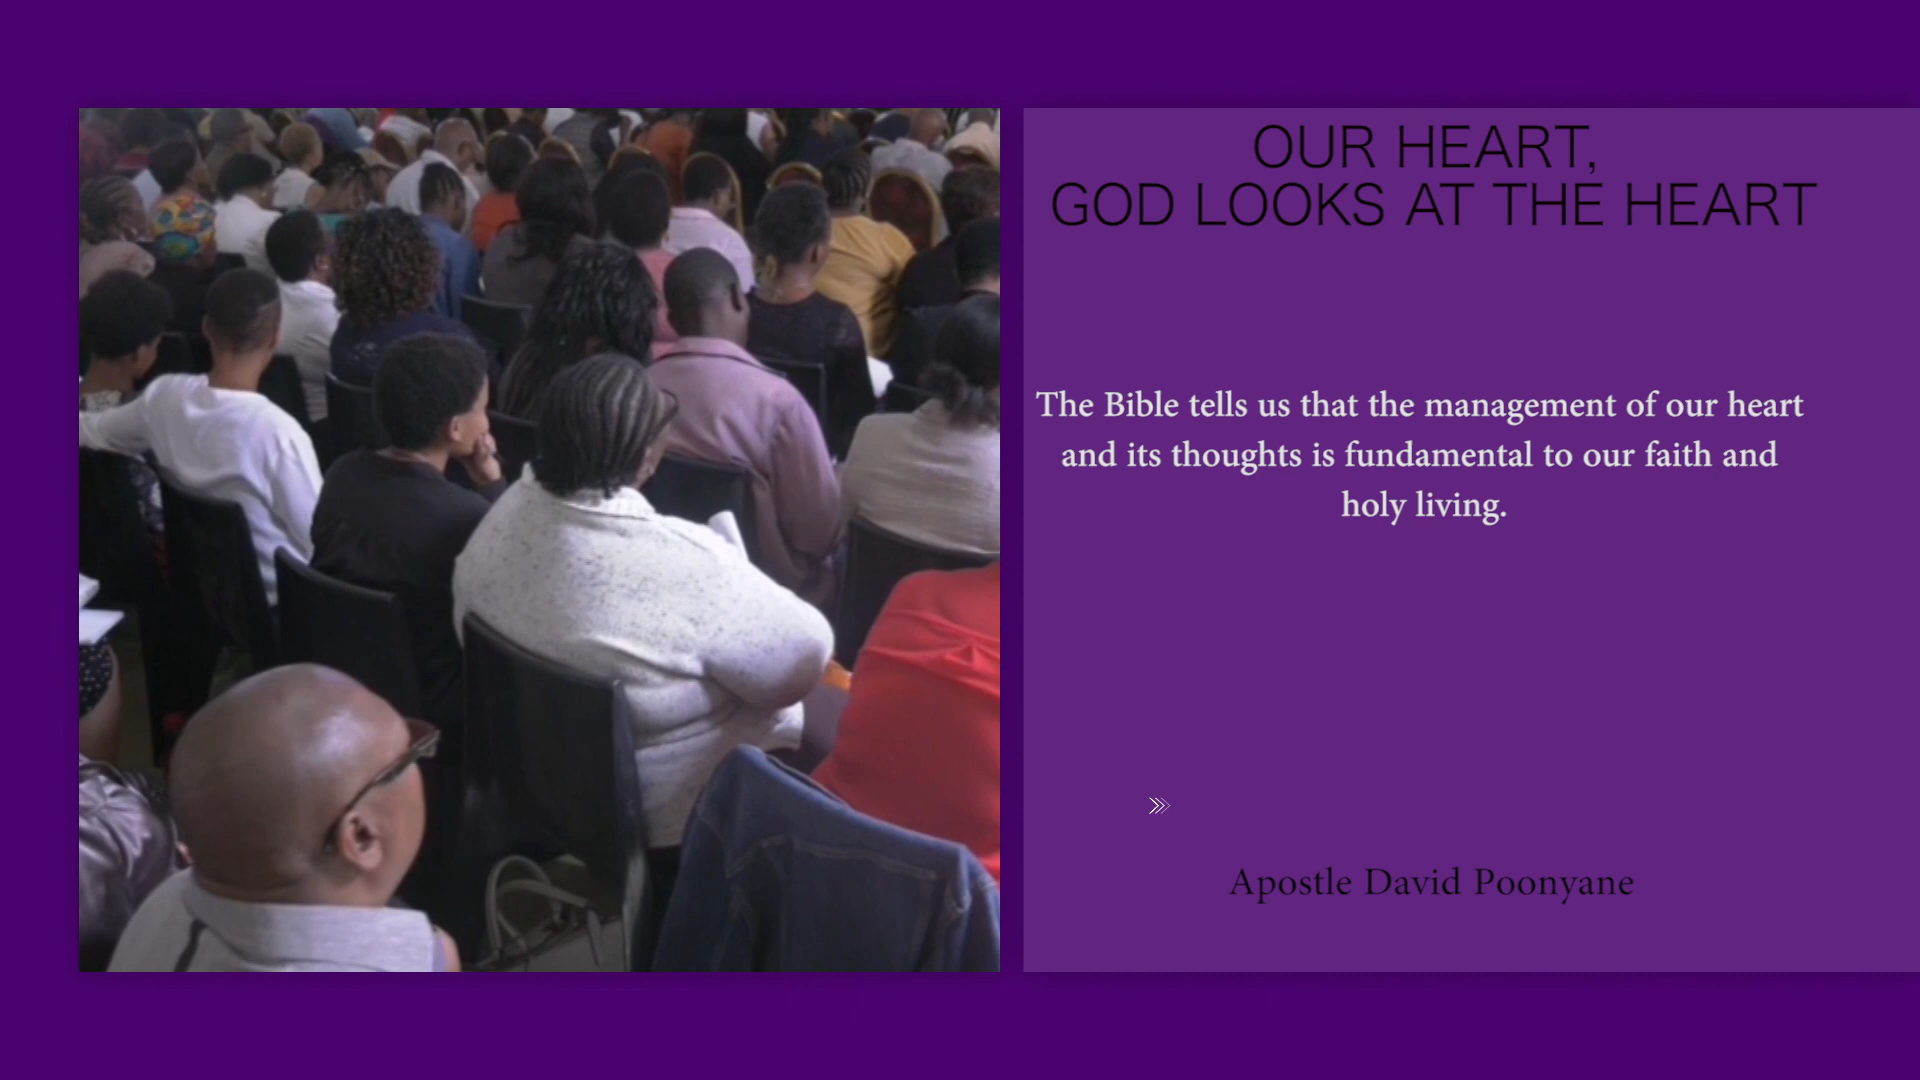 OUR HEART,
GOD LOOKS AT THE HEART
The Bible tells us that the management of our heart
and its thoughts is fundamental to our faith and
holy living.
Apostle David Poonyane